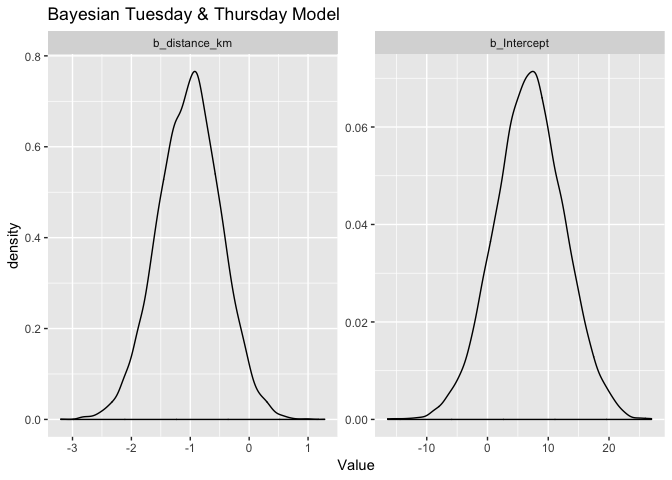 Bayesian Tuesday & Thursday Model
b_distance_km
b_Intercept
density
0.8
0.6
0.4
0.2
0.0
0.06
0.04
0.02
0.00
-3 -2 -1 0 1
-10 0 10 20
Value